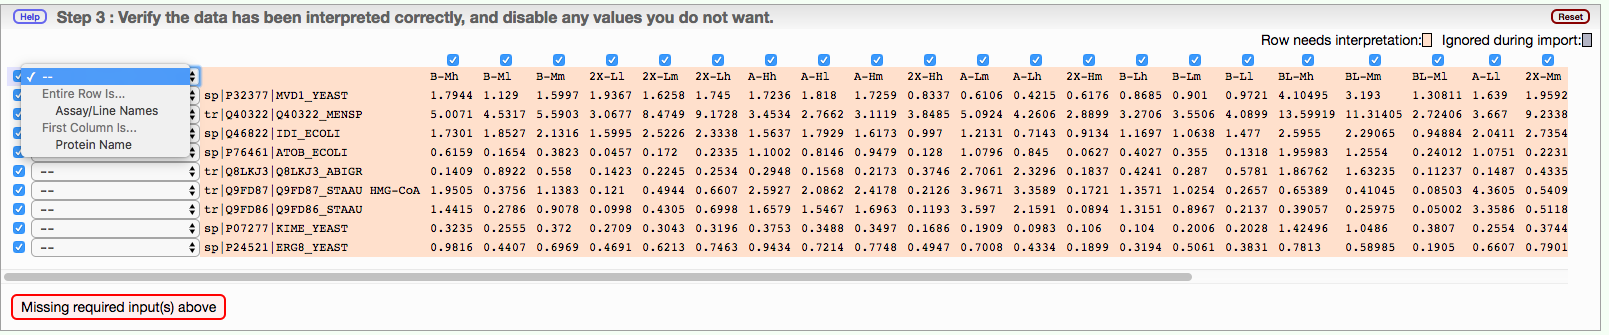 Help Step 3 : Verify the data has been interpreted correctly, and disable any values you do not want. Reset
Row needs interpretation: Ignored during import:
✓ -- B-Mh B-Ml B-Mm 2X-Ll 2X-Lm 2X-Lh A-Hh A-Hl A-Hm 2X-Hh A-Lm A-Lh 2X-Hm B-Lh B-Lm B-Ll BL-Mh BL-Mm BL-Ml A-Ll 2X-Mm
Entire Row Is... sp|P32377|MVD1_YEAST 1.7944 1.129 1.5997 1.9367 1.6258 1.745 1.7236 1.818 1.7259 0.8337 0.6106 0.4215 0.6176 0.8685 0.901 0.9721 4.10495 3.193 1.30811 1.639 1.9592
Assay/Line Names tr|Q40322|Q40322_MENSP 5.0071 4.5317 5.5903 3.0677 8.4749 9.1728 3.4534 2.7662 3.1119 3.8485 5.0924 4.2606 2.8899 3.2706 3.5506 4.0899 13.59919 11.31405 2.72406 3.667 9.2338
First Column Is... sp|Q46822|IDI_ECOLI 1.7301 1.8527 2.1316 1.5995 2.5226 2.3338 1.5637 1.7929 1.6173 0.997 1.2131 0.7143 0.9134 1.1697 1.0638 1.477 2.5955 2.29065 0.94884 2.0411 2.7354
Protein Name sp|P76461|ATOB_ECOLI 0.6159 0.1654 0.3823 0.0457 0.172 0.2335 1.1002 0.8146 0.9479 0.128 1.0796 0.845 0.0627 0.4027 0.355 0.1318 1.95983 1.2554 0.24012 1.0751 0.2231
-- tr|Q8LKJ3|Q8LKJ3_ABIGR 0.1409 0.8922 0.558 0.1423 0.2245 0.2534 0.2948 0.1568 0.2173 0.3746 2.7061 2.3296 0.1837 0.4241 0.287 0.5781 1.86762 1.63235 0.11237 0.1487 0.4335
-- tr|Q9FD87|Q9FD87_STAAU HMG-CoA 1.9505 0.3756 1.1383 0.121 0.4944 0.6607 2.5927 2.0862 2.4178 0.2126 3.9671 3.3589 0.1721 1.3571 1.0254 0.2657 0.65389 0.41045 0.08503 4.3605 0.5409
-- tr|Q9FD86|Q9FD86_STAAU 1.4415 0.2786 0.9078 0.0998 0.4305 0.6998 1.6579 1.5467 1.6963 0.1193 3.597 2.1591 0.0894 1.3151 0.8967 0.2137 0.39057 0.25975 0.05002 3.3586 0.5118
-- sp|P07277|KIME_YEAST 0.3235 0.2555 0.372 0.2709 0.3043 0.3196 0.3753 0.3488 0.3497 0.1686 0.1909 0.0983 0.106 0.104 0.2006 0.2028 1.42496 1.0486 0.3807 0.2554 0.3744
-- sp|P24521|ERG8_YEAST 0.9816 0.4407 0.6969 0.4691 0.6213 0.7463 0.9434 0.7214 0.7748 0.4947 0.7008 0.4334 0.1899 0.3194 0.5061 0.3831 0.7813 0.58985 0.1905 0.6607 0.7901
Missing required input(s) above